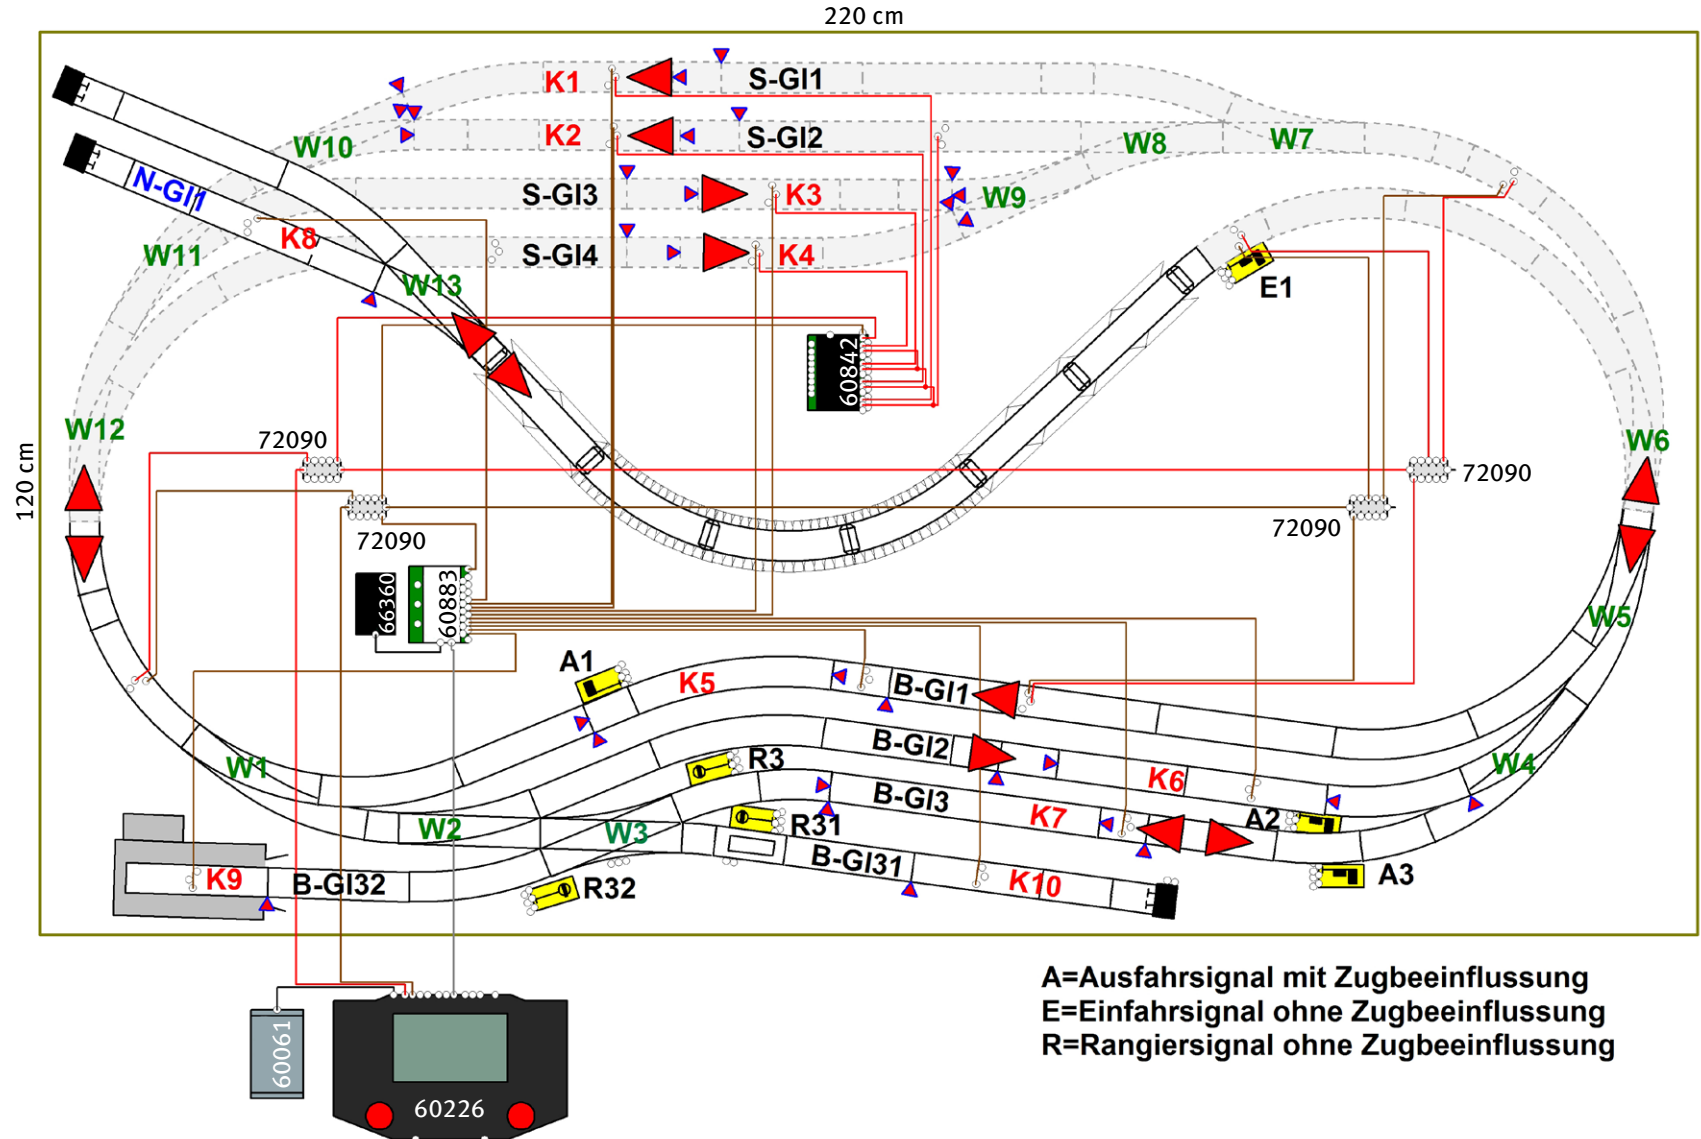 220 cm
K1
S-Gl1
W10
K2
S-Gl2
W8
W7
N-Gl1
S-Gl3
K3
W9
K8
W11
S-Gl4
K4
W13
E1
60842
W12
72090
W6
72090
120 cm
72090
72090
66360
60883
W5
A1
K5
B-Gl1
B-Gl2
R3
W1
W4
K6
B-Gl3
K7
A2
W2
W3
R31
B-Gl31
K9
B-Gl32
R32
K10
A3
A=Ausfahrsignal mit Zugbeeinflussung
E=Einfahrsignal ohne Zugbeeinflussung
R=Rangiersignal ohne Zugbeeinflussung
60061
60226